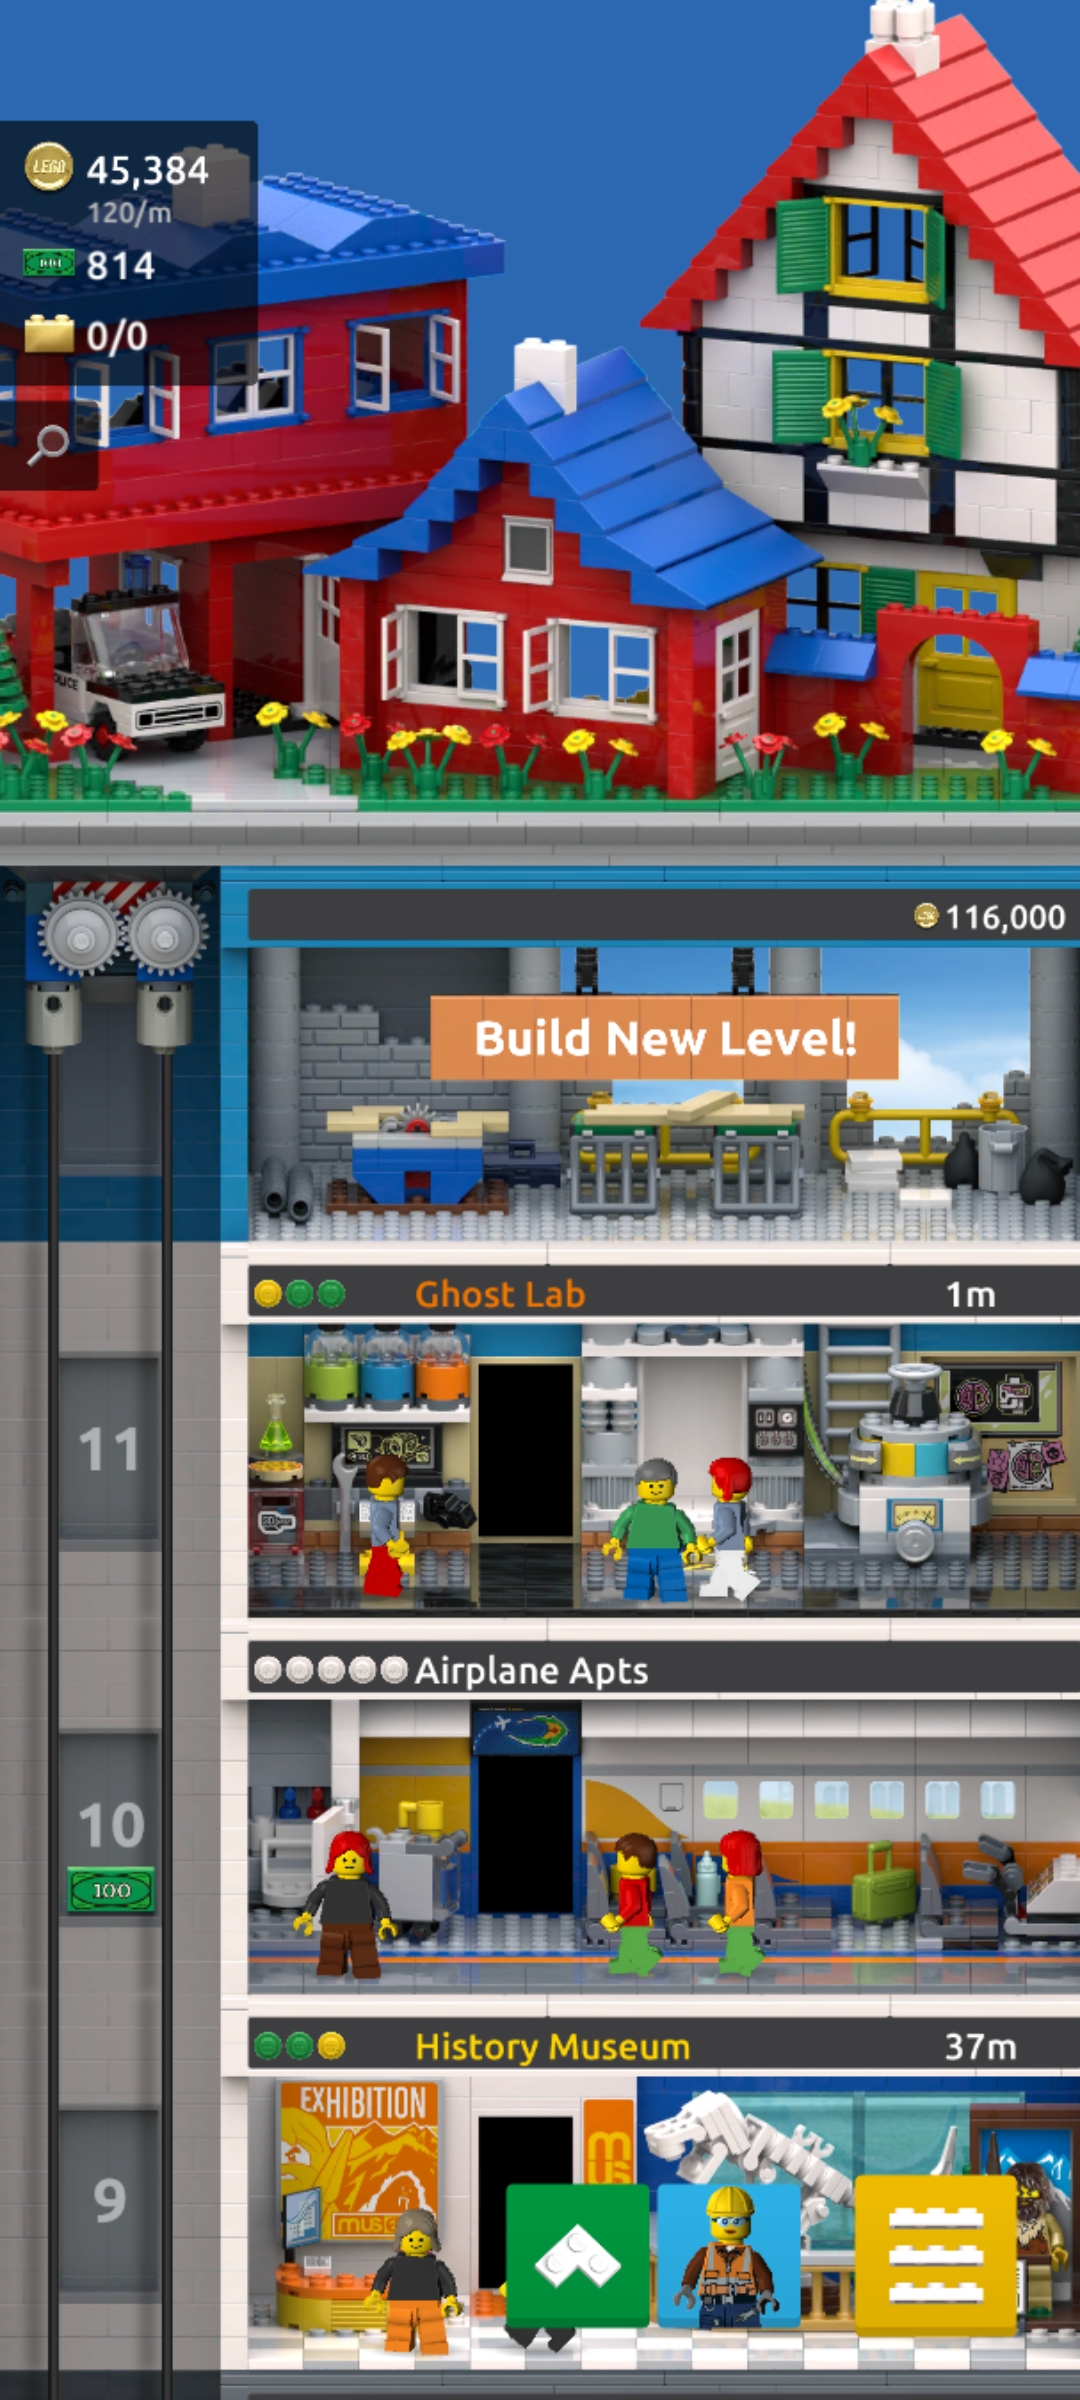 LEGO 45,384
120/m
814
0/0
116,000
Build New Level!
Ghost Lab 1m
11
Airplane Apts
10
100
History Museum 37m
EXHIBITION
mus
9